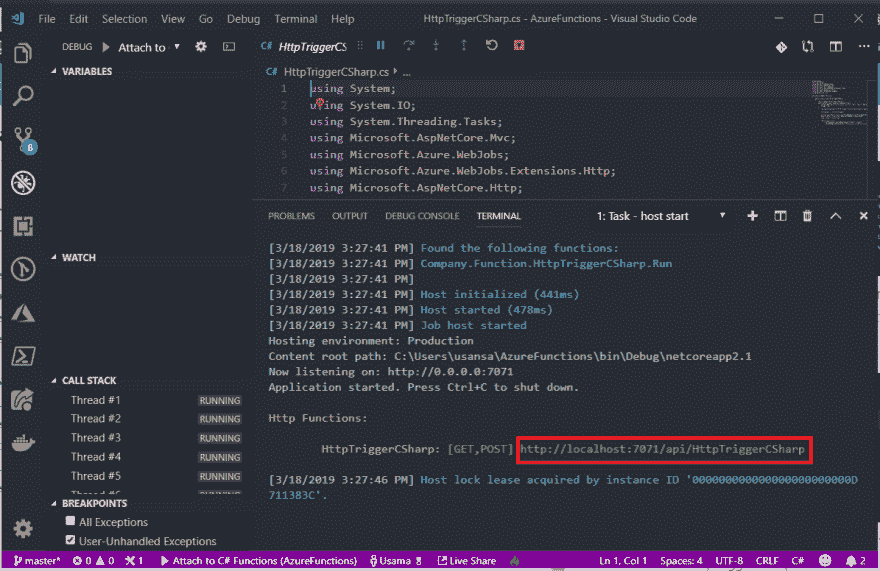 File Edit Selection View Go Debug Terminal Help HttpTriggerCSharp.cs - AzureFunctions - Visual Studio Code
DEBUG Attach to HttpTriggerCS
VARIABLES
HttpTriggerCSharp.cs ...
1 using System;
2 using System.IO;
3 using System.Threading.Tasks;
4 using Microsoft.AspNetCore.Mvc;
5 using Microsoft.Azure.WebJobs;
6 using Microsoft.Azure.WebJobs.Extensions.Http;
7 using Microsoft.AspNetCore.Http;
8
PROBLEMS OUTPUT DEBUG CONSOLE TERMINAL 1: Task - host start
[3/18/2019 3:27:41 PM] Found the following functions:
[3/18/2019 3:27:41 PM] Company.Function.HttpTriggerCSharp.Run
[3/18/2019 3:27:41 PM]
[3/18/2019 3:27:41 PM] Host initialized (441ms)
[3/18/2019 3:27:41 PM] Host started (478ms)
[3/18/2019 3:27:41 PM] Job host started
Hosting environment: Production
Content root path: C:\Users\usansa\AzureFunctions\bin\Debug\netcoreapp2.1
Now listening on: http://0.0.0.0:7071
Application started. Press Ctrl+C to shut down.
Http Functions:
HttpTriggerCSharp: [GET,POST] http://localhost:7071/api/HttpTriggerCSharp
[3/18/2019 3:27:46 PM] Host lock lease acquired by instance ID '000000000000000000000000D
711383C'.
WATCH
CALL STACK
Thread #1 RUNNING
Thread #2 RUNNING
Thread #3 RUNNING
Thread #4 RUNNING
Thread #5 RUNNING
BREAKPOINTS
All Exceptions
User-Unhandled Exceptions
master* 0 0 1 Attach to C# Functions (AzureFunctions) Usama 8 Live Share Ln 1, Col 1 Spaces: 4 UTF-8 CRLF C# 2